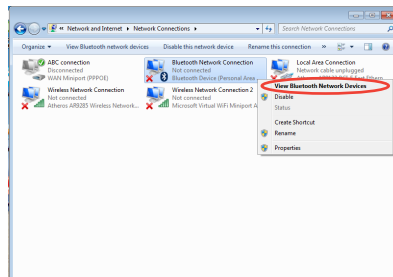 Network and Internet ▸ Network Connections ▸
Search Network Connections
Organize View Bluetooth network devices Disable this network device Rename this connection »
ABC connection
Disconnected
WAN Miniport (PPPOE)
Bluetooth Network Connection
Not connected
Bluetooth Device (Personal Area
Local Area Connection
Network cable unplugged
Wireless Network Connection
Not connected
Atheros AR9285 Wireless Network...
Wireless Network Connection 2
Not connected
Microsoft Virtual WiFi Miniport A
View Bluetooth Network Devices
Disable
Status
Create Shortcut
Rename
Properties